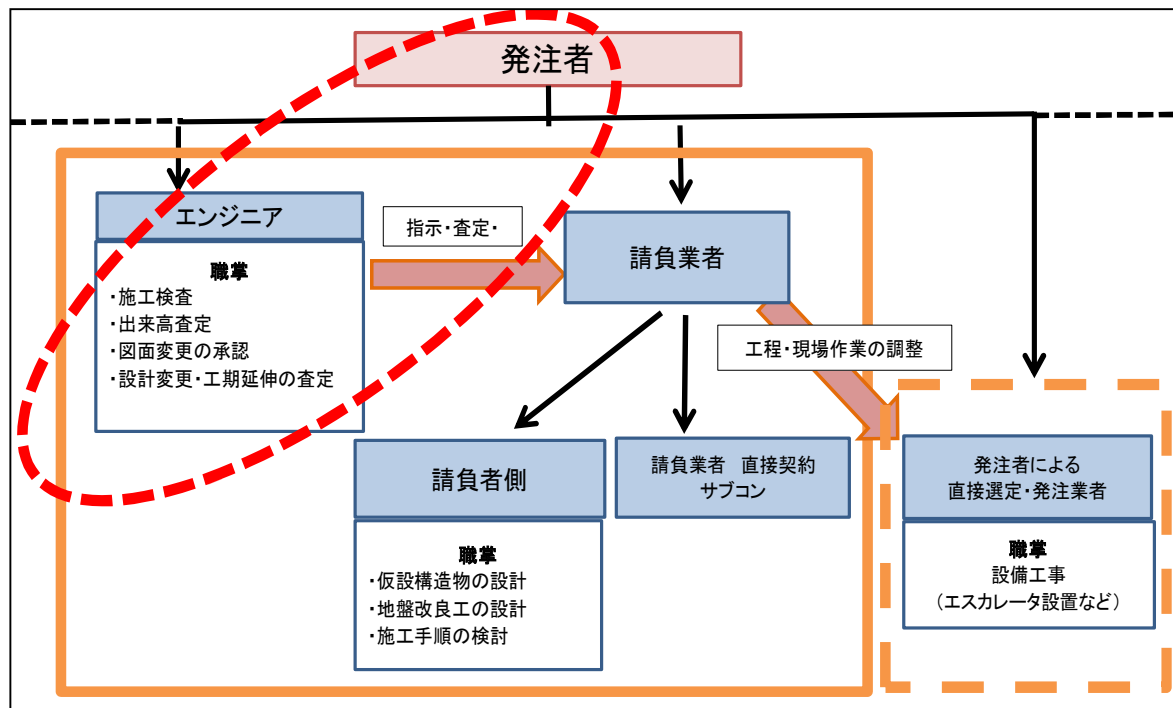 発注者
エンジニア
職掌
・施工検査
・出来高査定
・図面変更の承認
・設計変更・工期延伸の査定
指示・査定・
請負業者
工程・現場作業の調整
請負者側
職掌
・仮設構造物の設計
・地盤改良工の設計
・施工手順の検討
請負業者　直接契約
サブコン
発注者による
直接選定・発注業者
職掌
設備工事
（エスカレータ設置など）